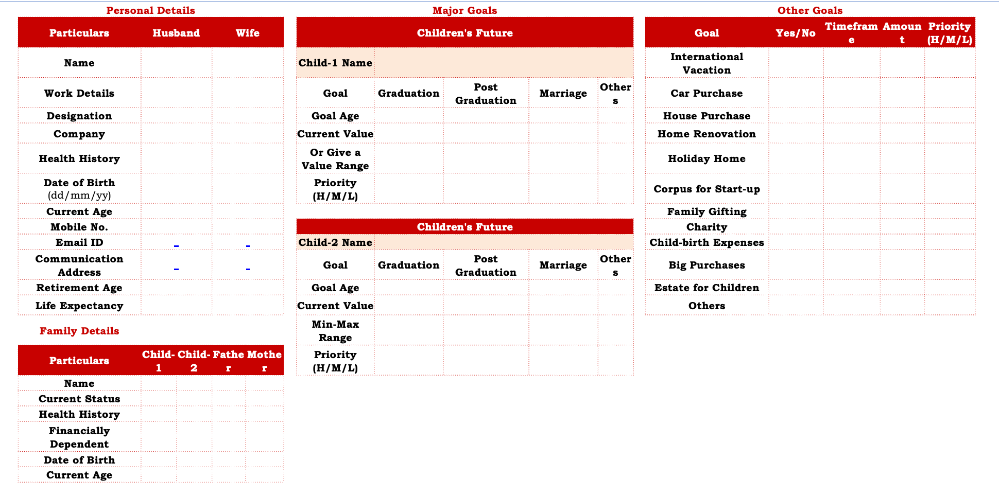 Personal Details
Particulars Husband Wife
Name
Work Details
Designation
Company
Health History
Date of Birth
(dd/mm/yy)
Current Age
Mobile No.
Email ID
Communication
Address
Retirement Age
Life Expectancy
Family Details
Particulars Child-1 Child-2 Father Mother
Name
Current Status
Health History
Financially
Dependent
Date of Birth
Current Age
Major Goals
Children's Future
Child-1 Name
Goal Graduation Post Graduation Marriage Others
Goal Age
Current Value
Or Give a
Value Range
Priority
(H/M/L)
Children's Future
Child-2 Name
Goal Graduation Post Graduation Marriage Others
Goal Age
Current Value
Min-Max
Range
Priority
(H/M/L)
Other Goals
Goal Yes/No Timeframe Amount Priority (H/M/L)
International
Vacation
Car Purchase
House Purchase
Home Renovation
Holiday Home
Corpus for Start-up
Family Gifting
Charity
Child-birth Expenses
Big Purchases
Estate for Children
Others